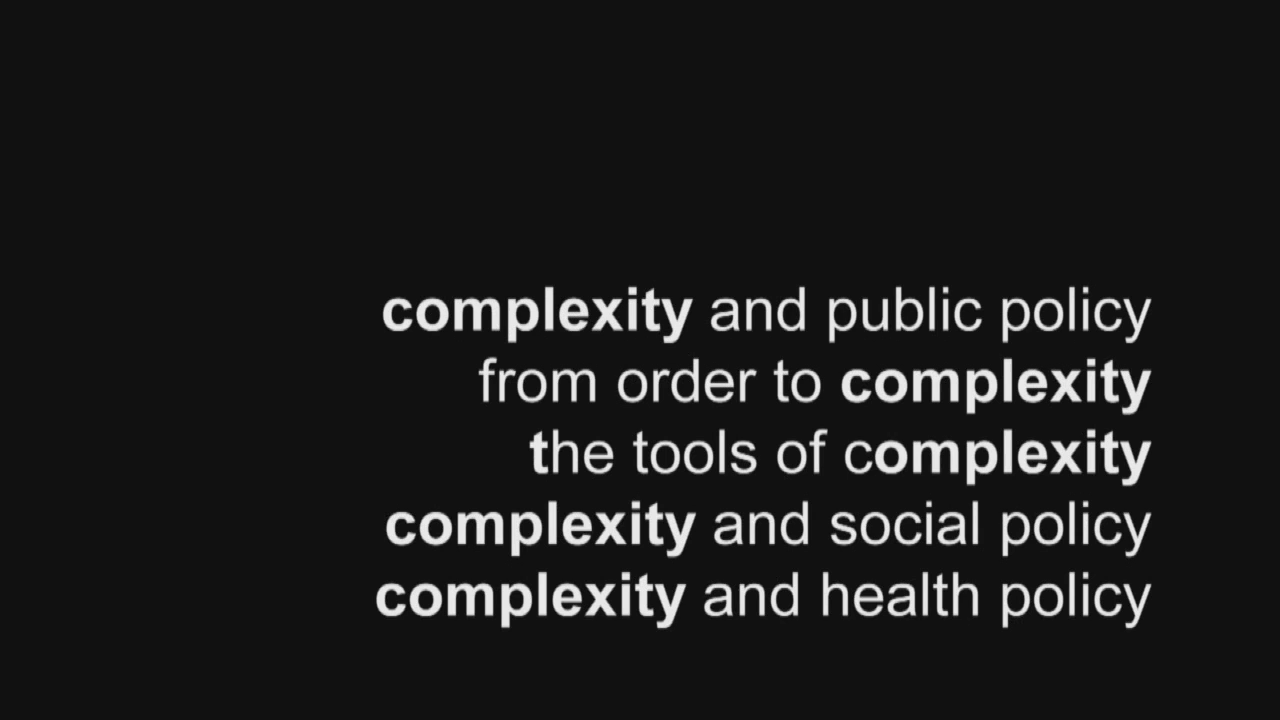 complexity and public policy
from order to complexity
the tools of complexity
complexity and social policy
complexity and health policy